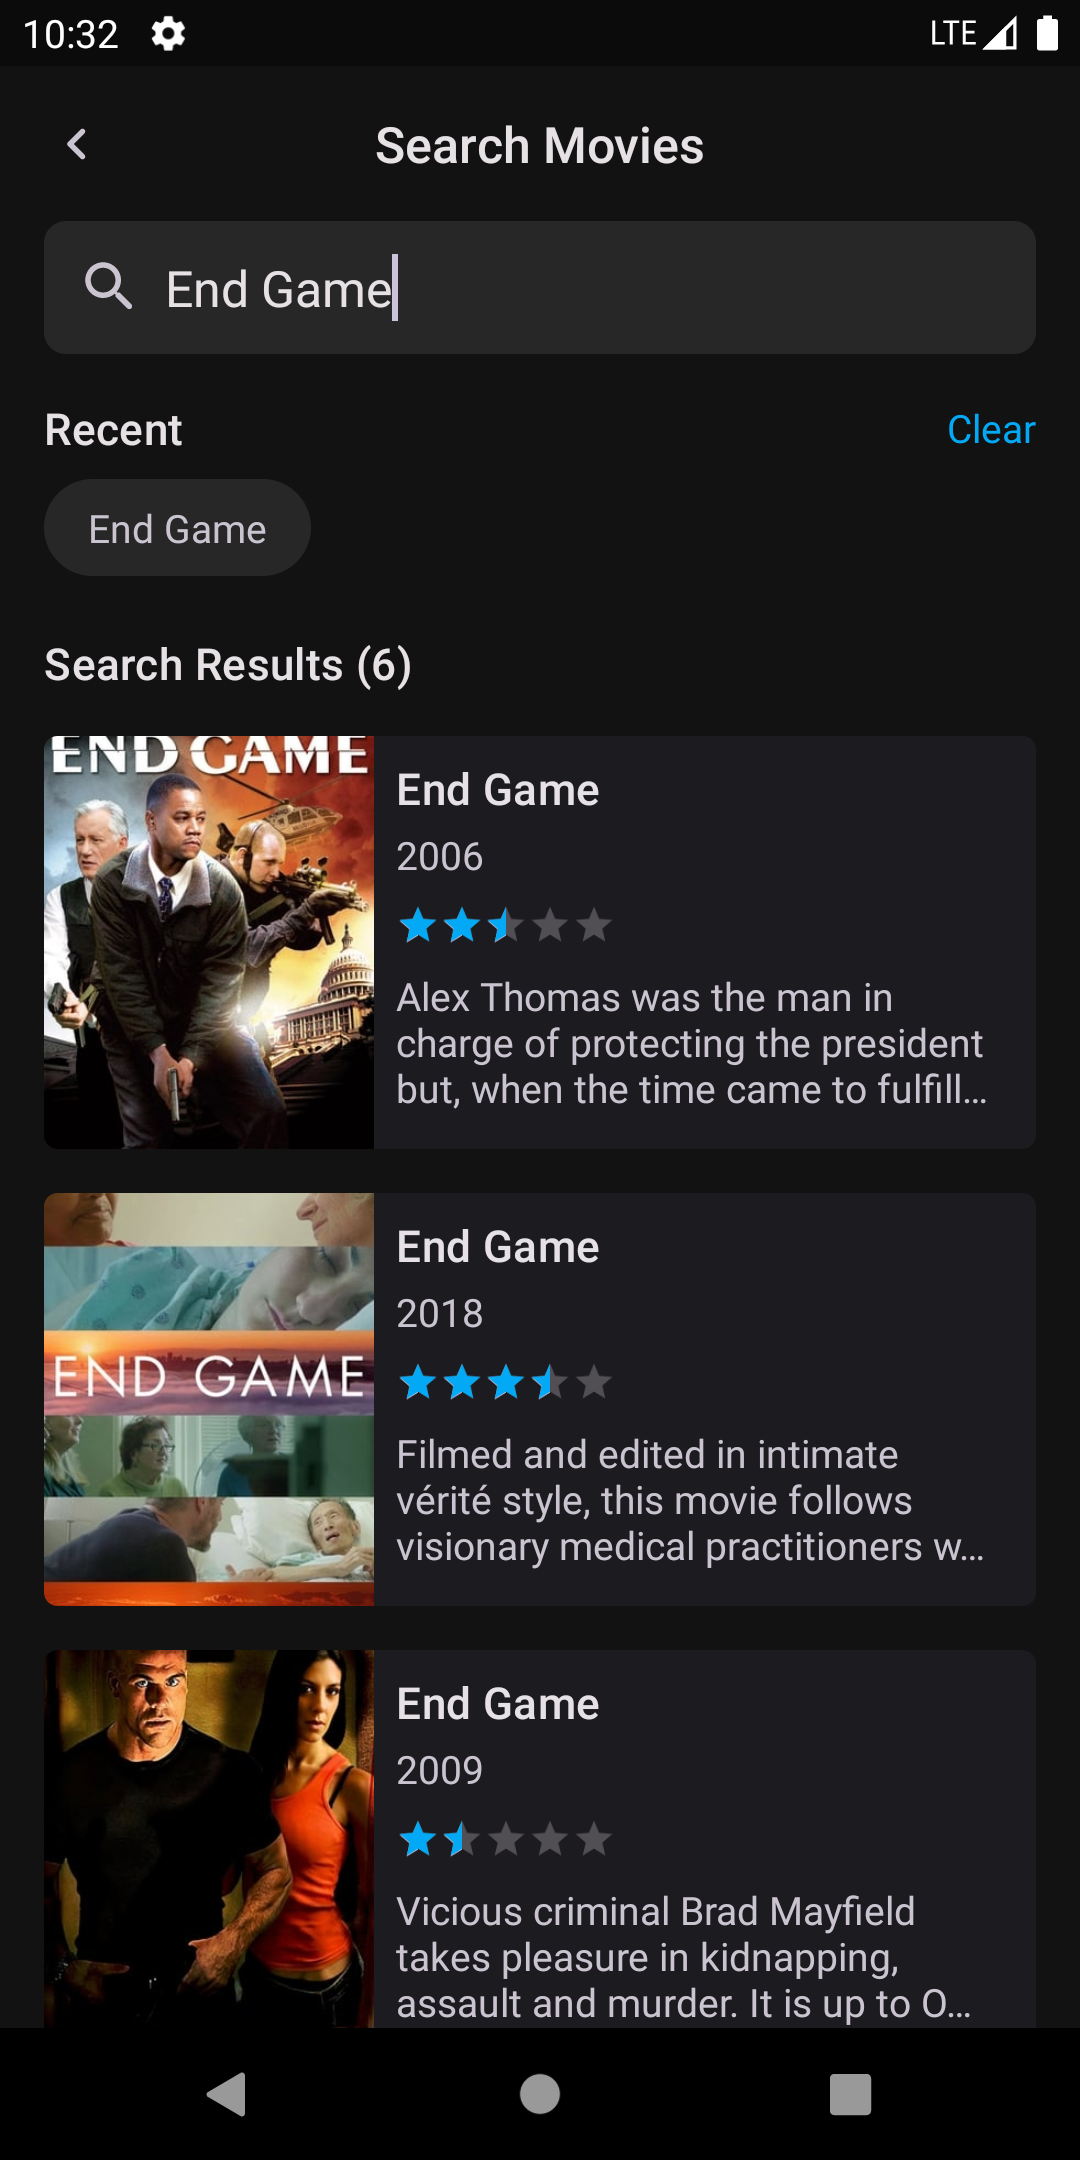 10:32
LTE
Search Movies
End Game
Recent
Clear
End Game
Search Results (6)
END GAME
End Game
2006
Alex Thomas was the man in
charge of protecting the president
but, when the time came to fulfill...
END GAME
End Game
2018
Filmed and edited in intimate
vérité style, this movie follows
visionary medical practitioners w...
End Game
2009
Vicious criminal Brad Mayfield
takes pleasure in kidnapping,
assault and murder. It is up to O...